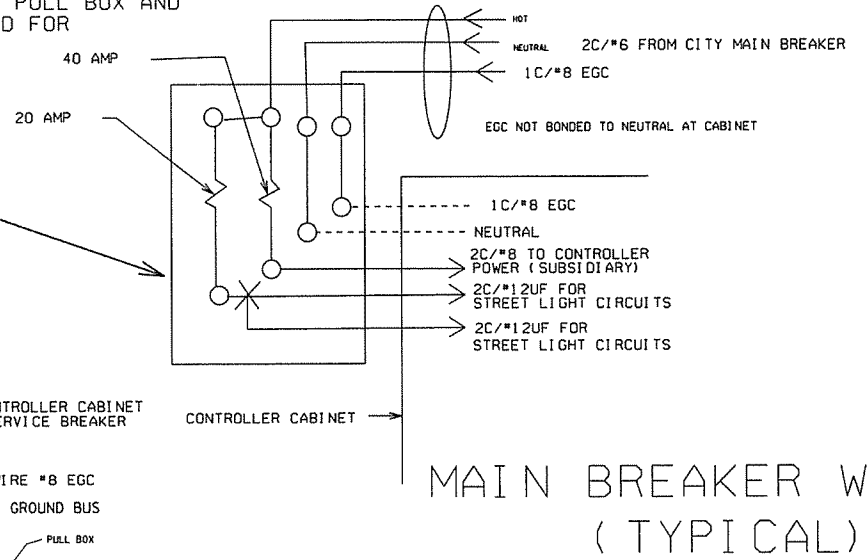 PULL BOX AND
D FOR
40 AMP
20 AMP
HOT
NEUTRAL
2C/#6 FROM CITY MAIN BREAKER
1C/#8 EGC
EGC NOT BONDED TO NEUTRAL AT CABINET
1C/#8 EGC
NEUTRAL
2C/#8 TO CONTROLLER
POWER (SUBSIDIARY)
2C/#12UF FOR
STREET LIGHT CIRCUITS
2C/#12UF FOR
STREET LIGHT CIRCUITS
NTROLLER CABINET
ERVICE BREAKER
CONTROLLER CABINET
IRE #8 EGC
GROUND BUS
PULL BOX
MAIN BREAKER W
(TYPICAL)